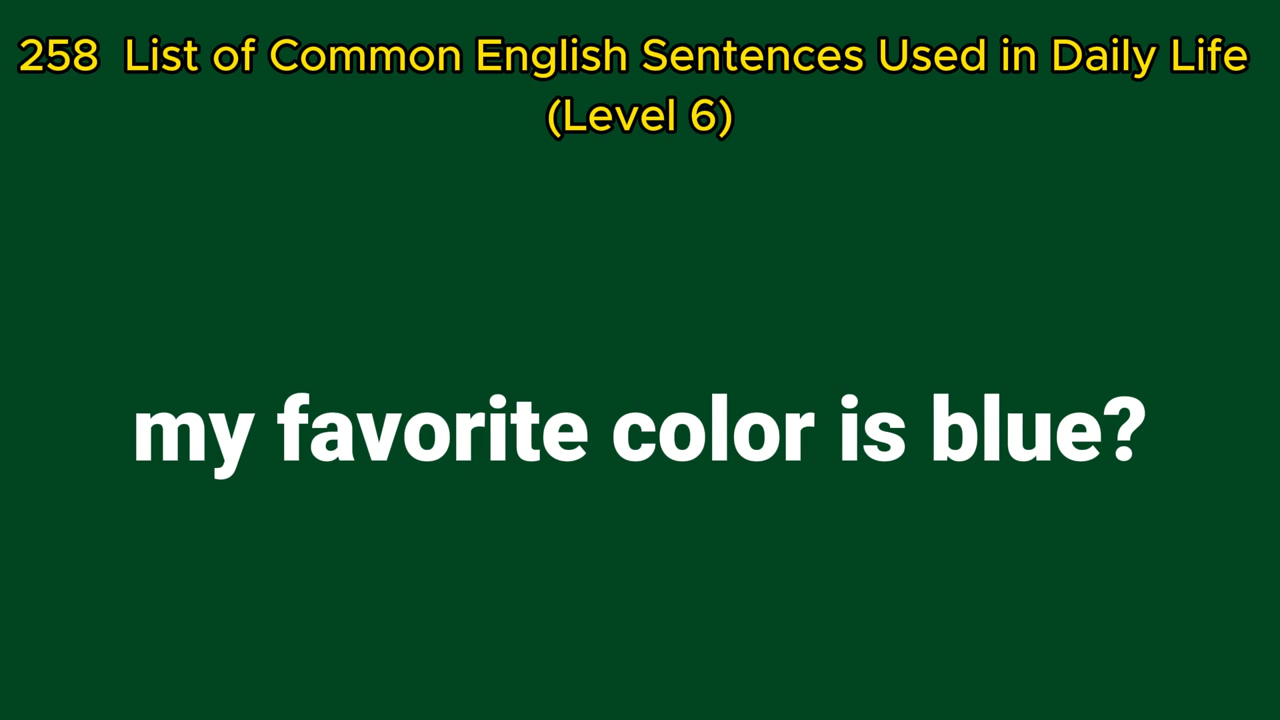 258  List of Common English Sentences Used in Daily Life
(Level 6)
my favorite color is blue?